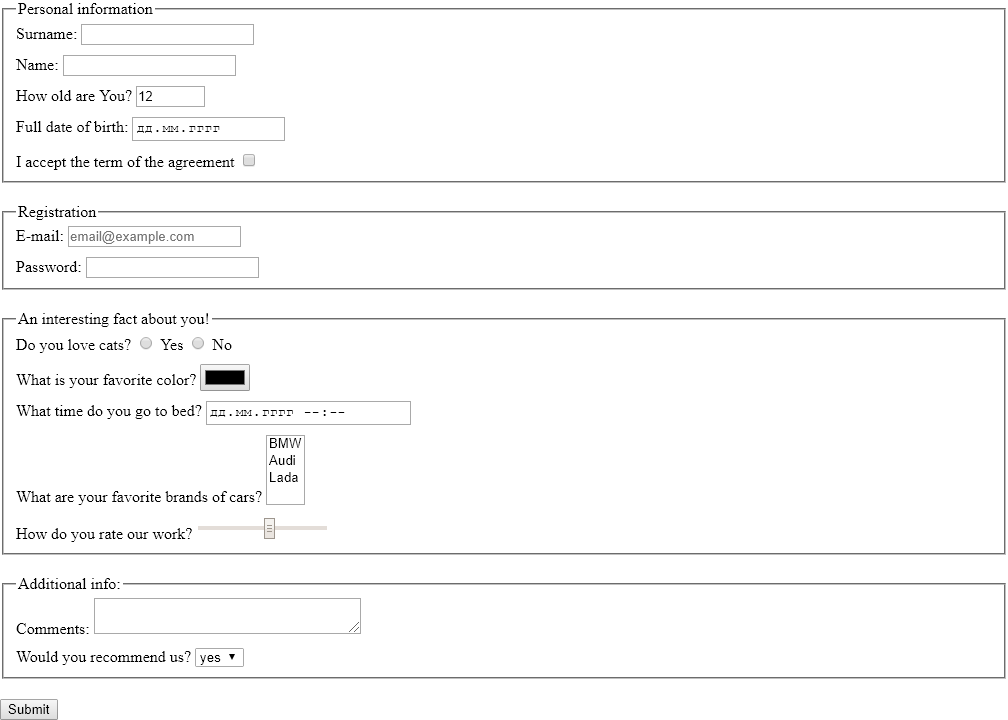 Personal information
Surname:
Name:
How old are You? 12
Full date of birth: дд.мм.гггг
I accept the term of the agreement
Registration
E-mail: email@example.com
Password:
An interesting fact about you!
Do you love cats? Yes No
What is your favorite color?
What time do you go to bed? дд.мм.гггг --:--
BMW
Audi
Lada
What are your favorite brands of cars?
How do you rate our work?
Additional info:
Comments:
Would you recommend us? yes
Submit